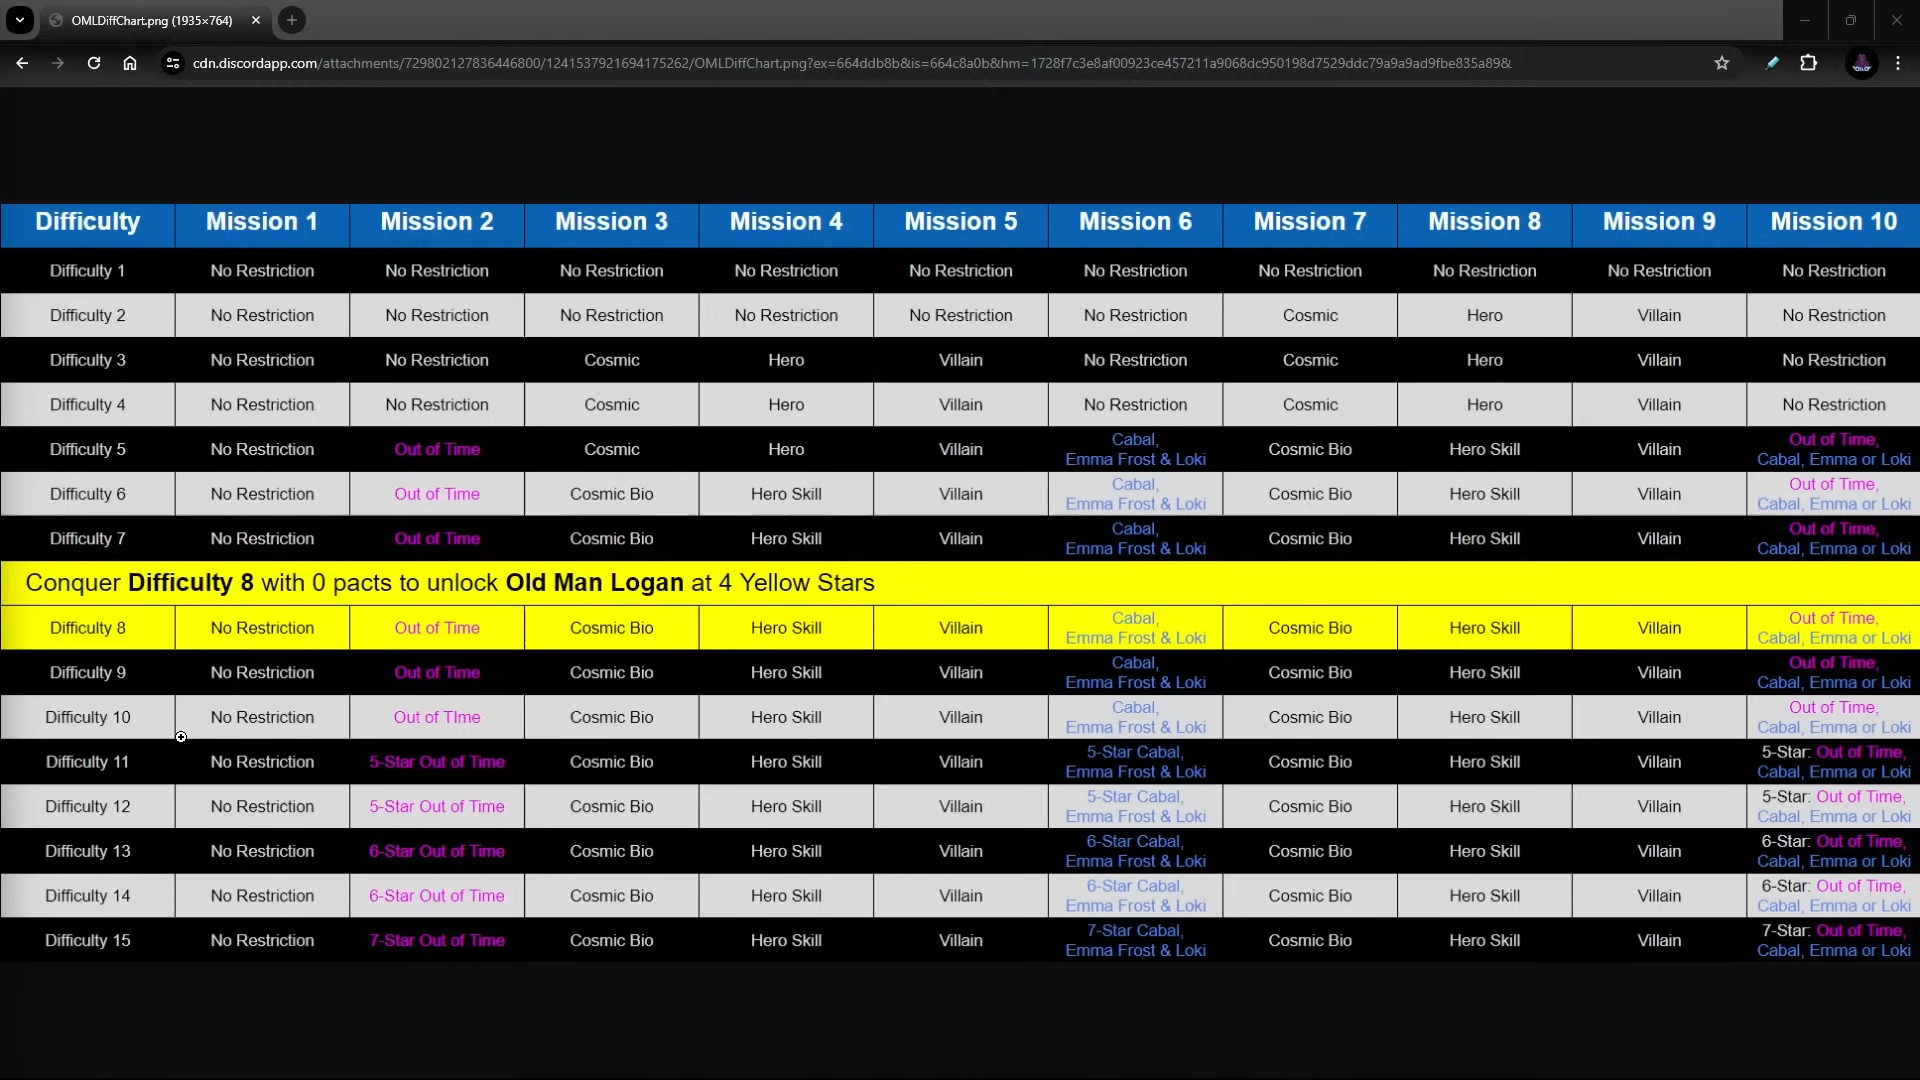 OMLDiffChart.png (1935×764)
cdn.discordapp.com/attachments/729802127836446800/1241537921694175262/OMLDiffChart.png?ex=664ddb8b&is=664c8a0b&hm=1728f7c3e8af00923ce457211a9068dc950198d7529ddc79a9a9ad9fbe835a89&
Difficulty Mission 1 Mission 2 Mission 3 Mission 4 Mission 5 Mission 6 Mission 7 Mission 8 Mission 9 Mission 10
Difficulty 1 No Restriction No Restriction No Restriction No Restriction No Restriction No Restriction No Restriction No Restriction No Restriction No Restriction
Difficulty 2 No Restriction No Restriction No Restriction No Restriction No Restriction No Restriction Cosmic Hero Villain No Restriction
Difficulty 3 No Restriction No Restriction Cosmic Hero Villain No Restriction Cosmic Hero Villain No Restriction
Difficulty 4 No Restriction No Restriction Cosmic Hero Villain No Restriction Cosmic Hero Villain No Restriction
Difficulty 5 No Restriction Out of Time Cosmic Hero Villain Cabal, Emma Frost & Loki Cosmic Bio Hero Skill Villain Out of Time, Cabal, Emma or Loki
Difficulty 6 No Restriction Out of Time Cosmic Bio Hero Skill Villain Cabal, Emma Frost & Loki Cosmic Bio Hero Skill Villain Out of Time, Cabal, Emma or Loki
Difficulty 7 No Restriction Out of Time Cosmic Bio Hero Skill Villain Cabal, Emma Frost & Loki Cosmic Bio Hero Skill Villain Out of Time, Cabal, Emma or Loki
Conquer Difficulty 8 with 0 pacts to unlock Old Man Logan at 4 Yellow Stars
Difficulty 8 No Restriction Out of Time Cosmic Bio Hero Skill Villain Cabal, Emma Frost & Loki Cosmic Bio Hero Skill Villain Out of Time, Cabal, Emma or Loki
Difficulty 9 No Restriction Out of Time Cosmic Bio Hero Skill Villain Cabal, Emma Frost & Loki Cosmic Bio Hero Skill Villain Out of Time, Cabal, Emma or Loki
Difficulty 10 No Restriction Out of TIme Cosmic Bio Hero Skill Villain Cabal, Emma Frost & Loki Cosmic Bio Hero Skill Villain Out of Time, Cabal, Emma or Loki
Difficulty 11 No Restriction 5-Star Out of Time Cosmic Bio Hero Skill Villain 5-Star Cabal, Emma Frost & Loki Cosmic Bio Hero Skill Villain 5-Star: Out of Time, Cabal, Emma or Loki
Difficulty 12 No Restriction 5-Star Out of Time Cosmic Bio Hero Skill Villain 5-Star Cabal, Emma Frost & Loki Cosmic Bio Hero Skill Villain 5-Star: Out of Time, Cabal, Emma or Loki
Difficulty 13 No Restriction 6-Star Out of Time Cosmic Bio Hero Skill Villain 6-Star Cabal, Emma Frost & Loki Cosmic Bio Hero Skill Villain 6-Star: Out of Time, Cabal, Emma or Loki
Difficulty 14 No Restriction 6-Star Out of Time Cosmic Bio Hero Skill Villain 6-Star Cabal, Emma Frost & Loki Cosmic Bio Hero Skill Villain 6-Star: Out of Time, Cabal, Emma or Loki
Difficulty 15 No Restriction 7-Star Out of Time Cosmic Bio Hero Skill Villain 7-Star Cabal, Emma Frost & Loki Cosmic Bio Hero Skill Villain 7-Star: Out of Time, Cabal, Emma or Loki